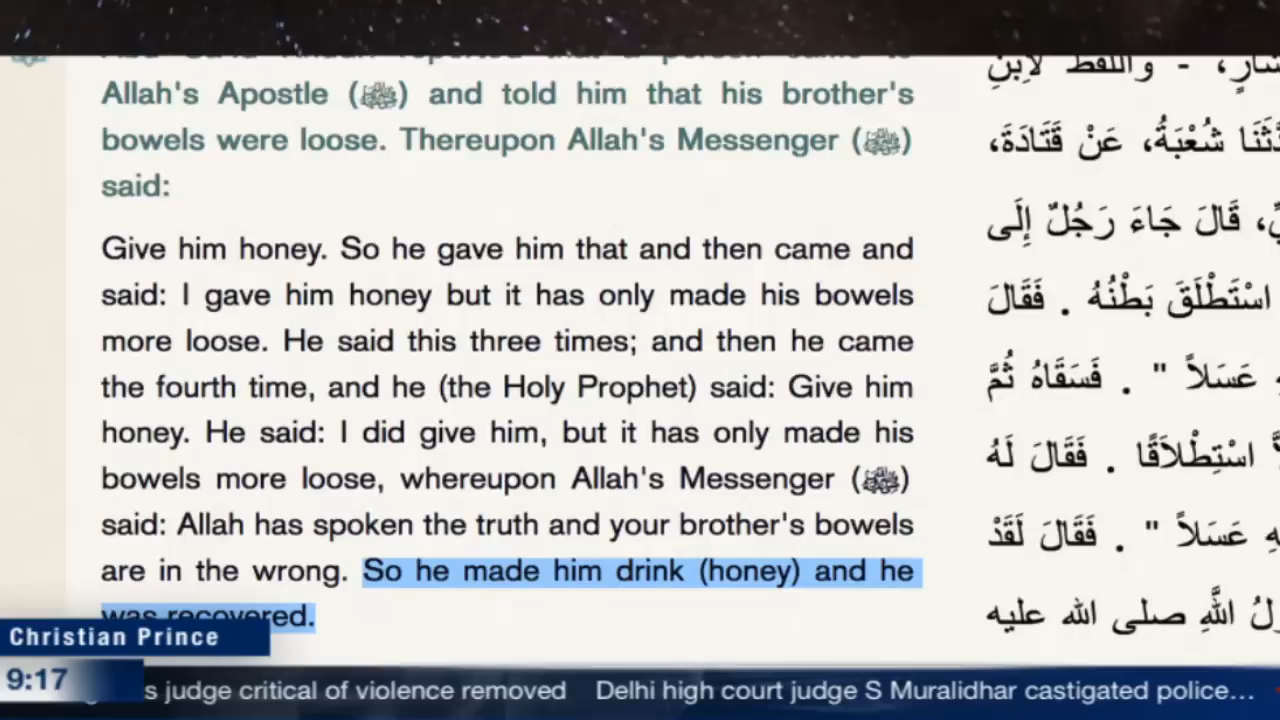 Allah's Apostle (ﷺ) and told him that his brother's
bowels were loose. Thereupon Allah's Messenger (ﷺ)
said:
Give him honey. So he gave him that and then came and
said: I gave him honey but it has only made his bowels
more loose. He said this three times; and then he came
the fourth time, and he (the Holy Prophet) said: Give him
honey. He said: I did give him, but it has only made his
bowels more loose, whereupon Allah's Messenger (ﷺ)
said: Allah has spoken the truth and your brother's bowels
are in the wrong. So he made him drink (honey) and he
was recovered.
- وَاللَّفْظُ لاِبْنِ
شُعْبَةُ، عَنْ قَتَادَةَ،
قَالَ جَاءَ رَجُلٌ إِلَى
اسْتَطْلَقَ بَطْنُهُ . فَقَالَ
عَسَلاً " . فَسَقَاهُ ثُمَّ
اسْتِطْلاَقًا . فَقَالَ لَهُ
عَسَلاً " . فَقَالَ لَقَدْ
اللَّهِ صلى الله عليه
Christian Prince
9:17
s judge critical of violence removed Delhi high court judge S Muralidhar castigated police...